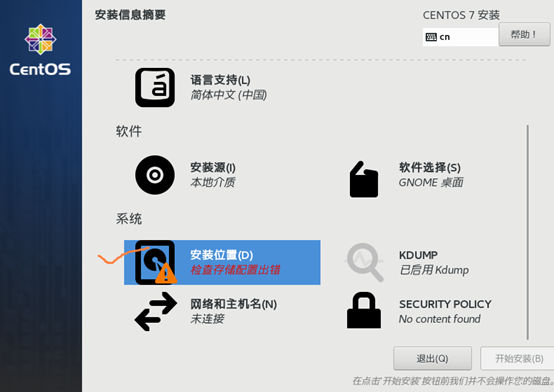 安装信息摘要
CENTOS 7 安装
cn
帮助！
CentOS
语言支持(L)
简体中文 (中国)
软件
安装源(I)
本地介质
软件选择(S)
GNOME 桌面
系统
安装位置(D)
检查存储配置出错
KDUMP
已启用 Kdump
网络和主机名(N)
未连接
SECURITY POLICY
No content found
退出(Q)
开始安装(B)
在点击'开始安装'按钮前我们并不会操作您的磁盘。